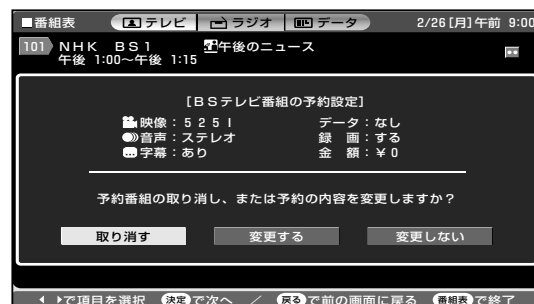 ■番組表 テレビ ラジオ データ 2/26[月]午前 9:00
101 NHK BS1 午後のニュース
午後 1:00〜午後 1:15
[BSテレビ番組の予約設定]
映像：525I データ：なし
音声：ステレオ 録 画：する
字幕：あり 金 額：¥0
予約番組の取り消し、または予約の内容を変更しますか？
取り消す 変更する 変更しない
で項目を選択 決定で次へ ／ 戻るで前の画面に戻る 番組表で終了